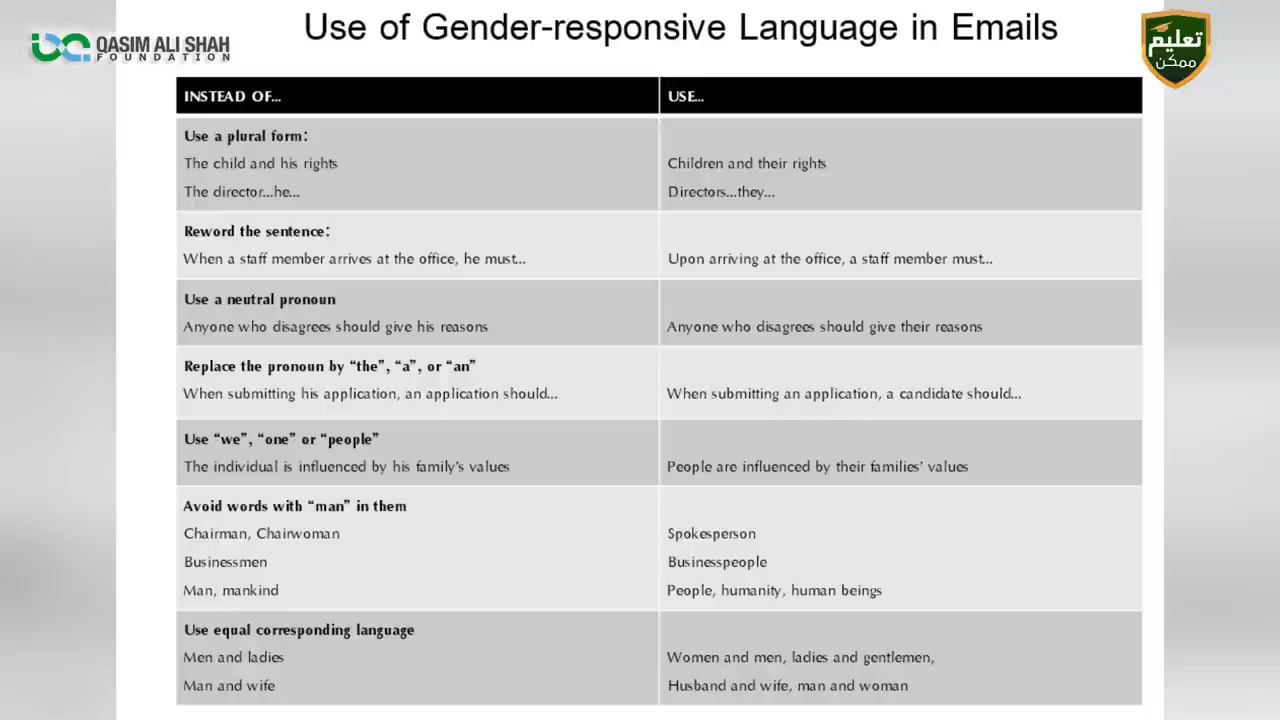 Use of Gender-responsive Language in Emails
QASIM ALI SHAH
FOUNDATION
تعلیم
ممکن
INSTEAD OF... USE...
Use a plural form:
The child and his rights Children and their rights
The director...he... Directors...they...
Reword the sentence:
When a staff member arrives at the office, he must... Upon arriving at the office, a staff member must...
Use a neutral pronoun
Anyone who disagrees should give his reasons Anyone who disagrees should give their reasons
Replace the pronoun by “the”, “a”, or “an”
When submitting his application, an application should... When submitting an application, a candidate should...
Use “we”, “one” or “people”
The individual is influenced by his family’s values People are influenced by their families’ values
Avoid words with “man” in them
Chairman, Chairwoman Spokesperson
Businessmen Businesspeople
Man, mankind People, humanity, human beings
Use equal corresponding language
Men and ladies Women and men, ladies and gentlemen,
Man and wife Husband and wife, man and woman